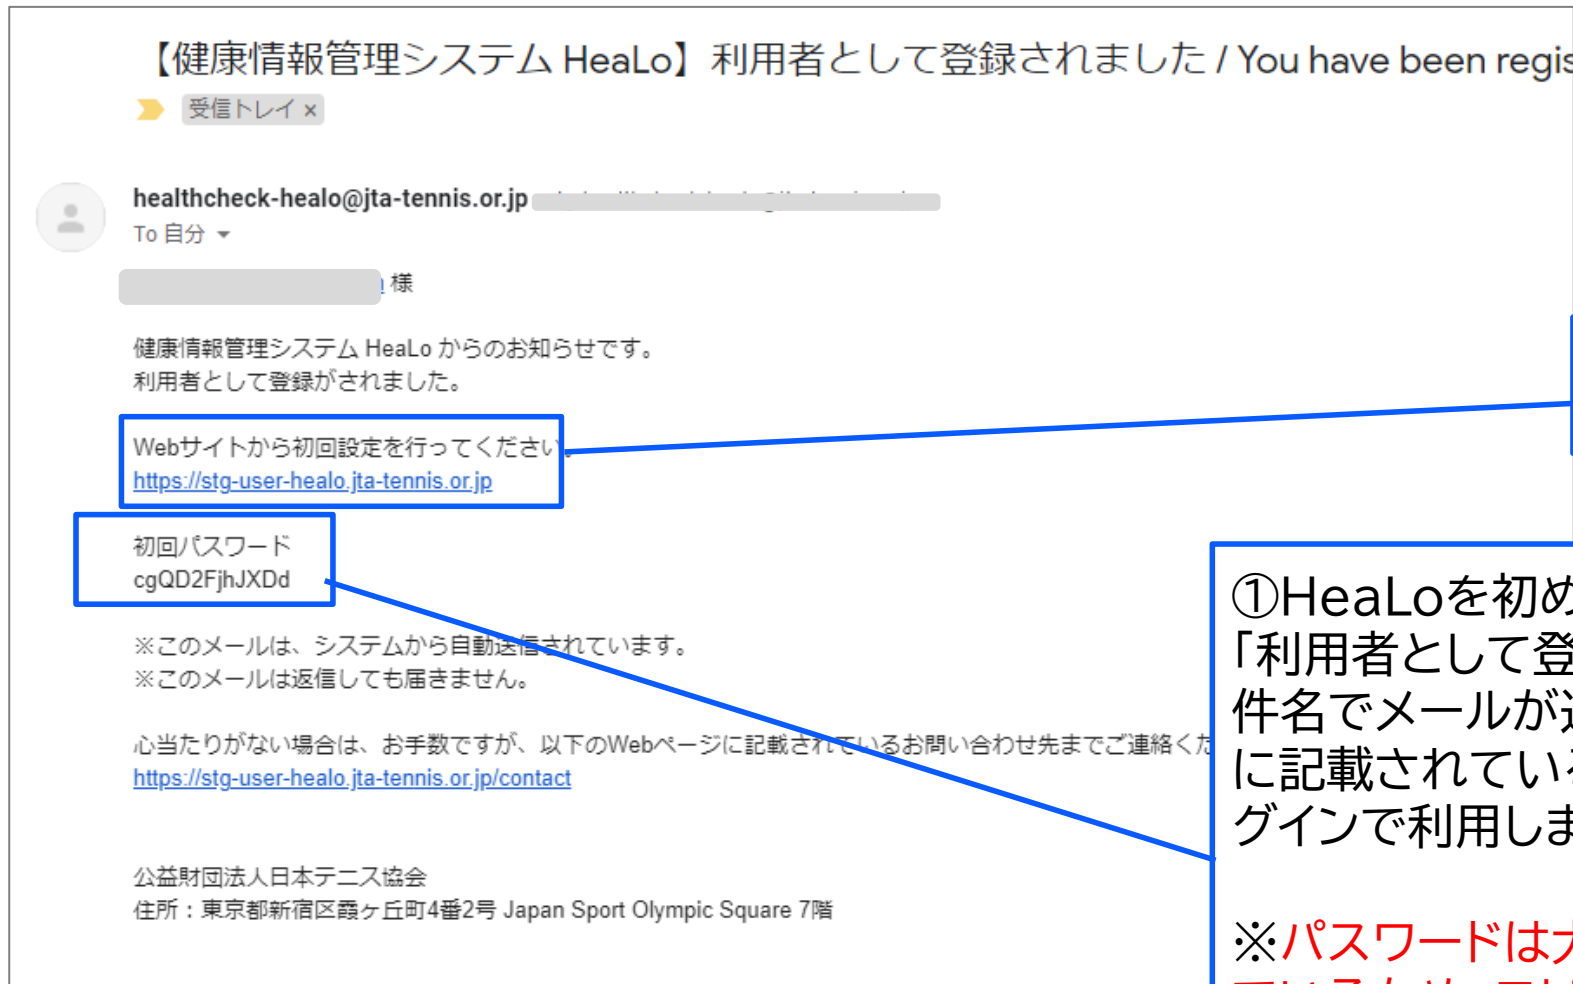 【健康情報管理システム HeaLo】利用者として登録されました / You have been regis
受信トレイ ×
healthcheck-healo@jta-tennis.or.jp
To 自分
様
健康情報管理システム HeaLo からのお知らせです。
利用者として登録がされました。
Webサイトから初回設定を行ってください。
https://stg-user-healo.jta-tennis.or.jp
初回パスワード
cgQD2FjhJXDd
※このメールは、システムから自動送信されています。
※このメールは返信しても届きません。
心当たりがない場合は、お手数ですが、以下のWebページに記載されているお問い合わせ先までご連絡くだ
https://stg-user-healo.jta-tennis.or.jp/contact
公益財団法人日本テニス協会
住所：東京都新宿区霞ヶ丘町4番2号 Japan Sport Olympic Square 7階
①HeaLoを初め
「利用者として登
件名でメールが送
に記載されている
グインで利用しま
※パスワードは大